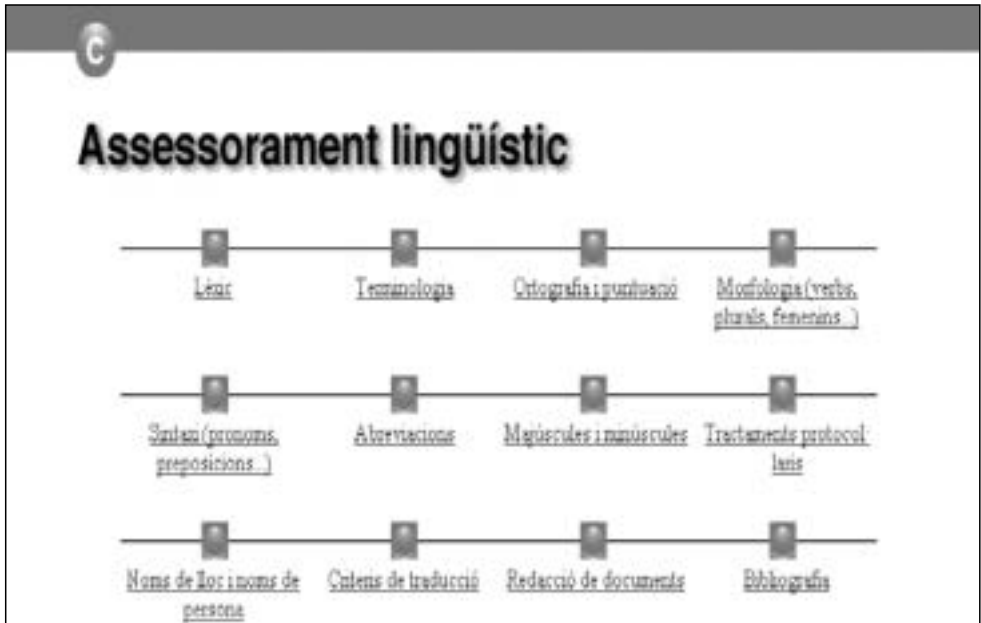 C
Assessorament lingüístic
Lèxic
Terminologia
Ortografia i puntuació
Morfologia (verbs,
plurals, femenins...)
Sintaxi (pronoms,
preposicions...)
Abreviacions
Majúscules i minúscules
Tractaments protocol·
laris
Noms de lloc i noms de
persona
Criteris de traducció
Redacció de documents
Bibliografia